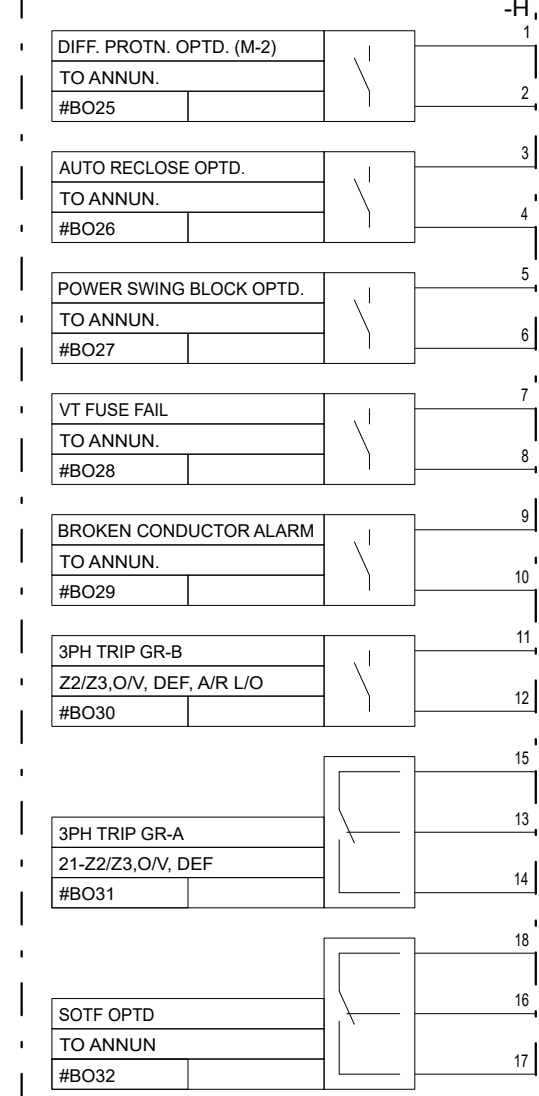 -H
DIFF. PROTN. OPTD. (M-2)
1
TO ANNUN.
#BO25
2
AUTO RECLOSE OPTD.
3
TO ANNUN.
#BO26
4
POWER SWING BLOCK OPTD.
5
TO ANNUN.
#BO27
6
VT FUSE FAIL
7
TO ANNUN.
#BO28
8
BROKEN CONDUCTOR ALARM
9
TO ANNUN.
#BO29
10
3PH TRIP GR-B
11
Z2/Z3,O/V, DEF, A/R L/O
#BO30
12
15
3PH TRIP GR-A
13
21-Z2/Z3,O/V, DEF
#BO31
14
18
SOTF OPTD
16
TO ANNUN
#BO32
17